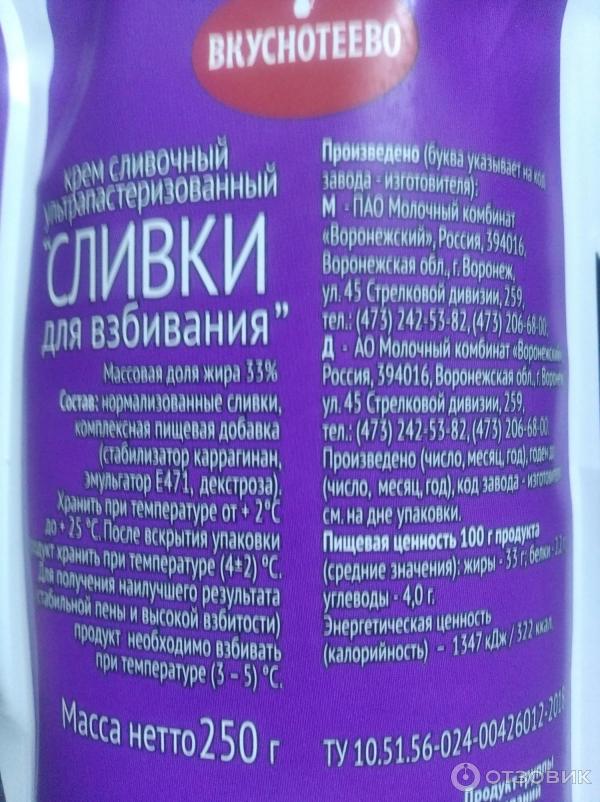 ВКУСНОТЕЕВО
крем сливочный
ультрапастеризованный
"СЛИВКИ
для взбивания"
Массовая доля жира 33%
Состав: нормализованные сливки,
комплексная пищевая добавка
(стабилизатор каррагинан,
эмульгатор Е471, декстроза).
Хранить при температуре от + 2°С
до + 25 °С. После вскрытия упаковки
продукт хранить при температуре (4±2) °С.
Для получения наилучшего результата
(стабильной пены и высокой взбитости)
продукт необходимо взбивать
при температуре (3 – 5) °С.
Масса нетто 250 г
Произведено (буква указывает на код
завода - изготовителя):
М - ПАО Молочный комбинат
«Воронежский», Россия, 394016,
Воронежская обл., г. Воронеж,
ул. 45 Стрелковой дивизии, 259,
тел.: (473) 242-53-82, (473) 206-68-00.
Д - АО Молочный комбинат «Воронежский»
Россия, 394016, Воронежская обл., г.
ул. 45 Стрелковой дивизии, 259,
тел.: (473) 242-53-82, (473) 206-68-00.
Произведено (число, месяц, год), годен до
(число, месяц, год), код завода - изготовителя
см. на дне упаковки.
Пищевая ценность 100 г продукта
(средние значения): жиры - 33 г; белки -
углеводы - 4,0 г.
Энергетическая ценность
(калорийность) – 1347 кДж / 322 ккал.
ТУ 10.51.56-024-00426012-
Продукт группы
отзовик